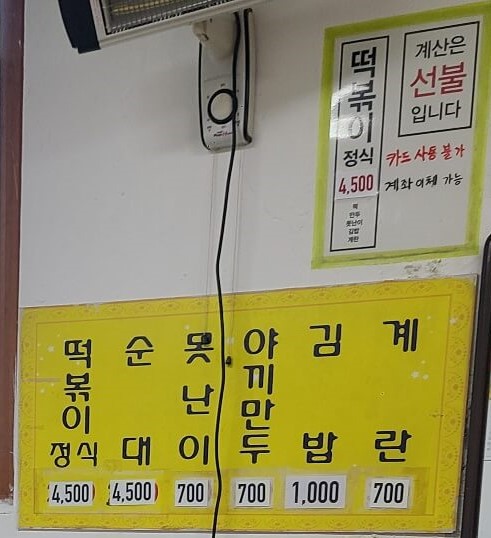 떡볶이
정식
4,500
떡
만두
못난이
김밥
계란
계산은
선불
입니다
카드 사용 불가
계좌이체 가능
떡볶이 정식 4,500
순대 4,500
못난이 700
야끼만두 700
김밥 1,000
계란 700